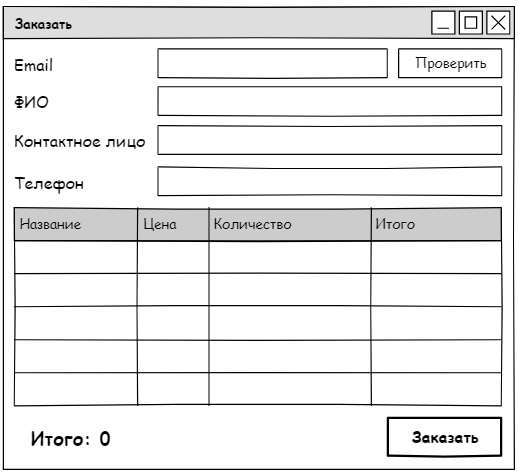 Заказать
Email Проверить
ФИО
Контактное лицо
Телефон
Название Цена Количество Итого
Итого: 0 Заказать